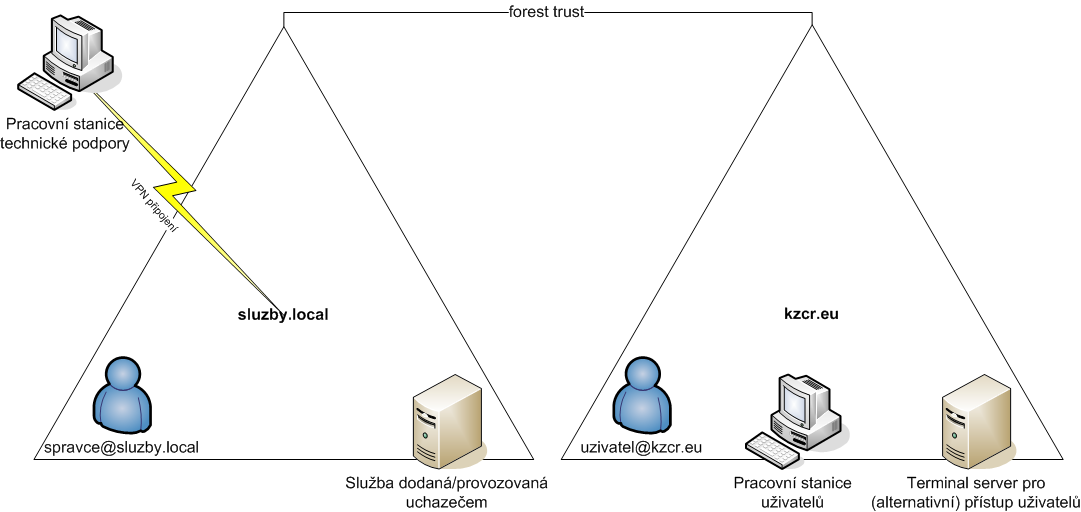 forest trust
Pracovní stanice
technické podpory
VPN připojení
sluzby.local
kzcr.eu
spravce@sluzby.local
Služba dodaná/provozovaná
uchazečem
uzivatel@kzcr.eu
Pracovní stanice
uživatelů
Terminal server pro
(alternativní) přístup uživatelů